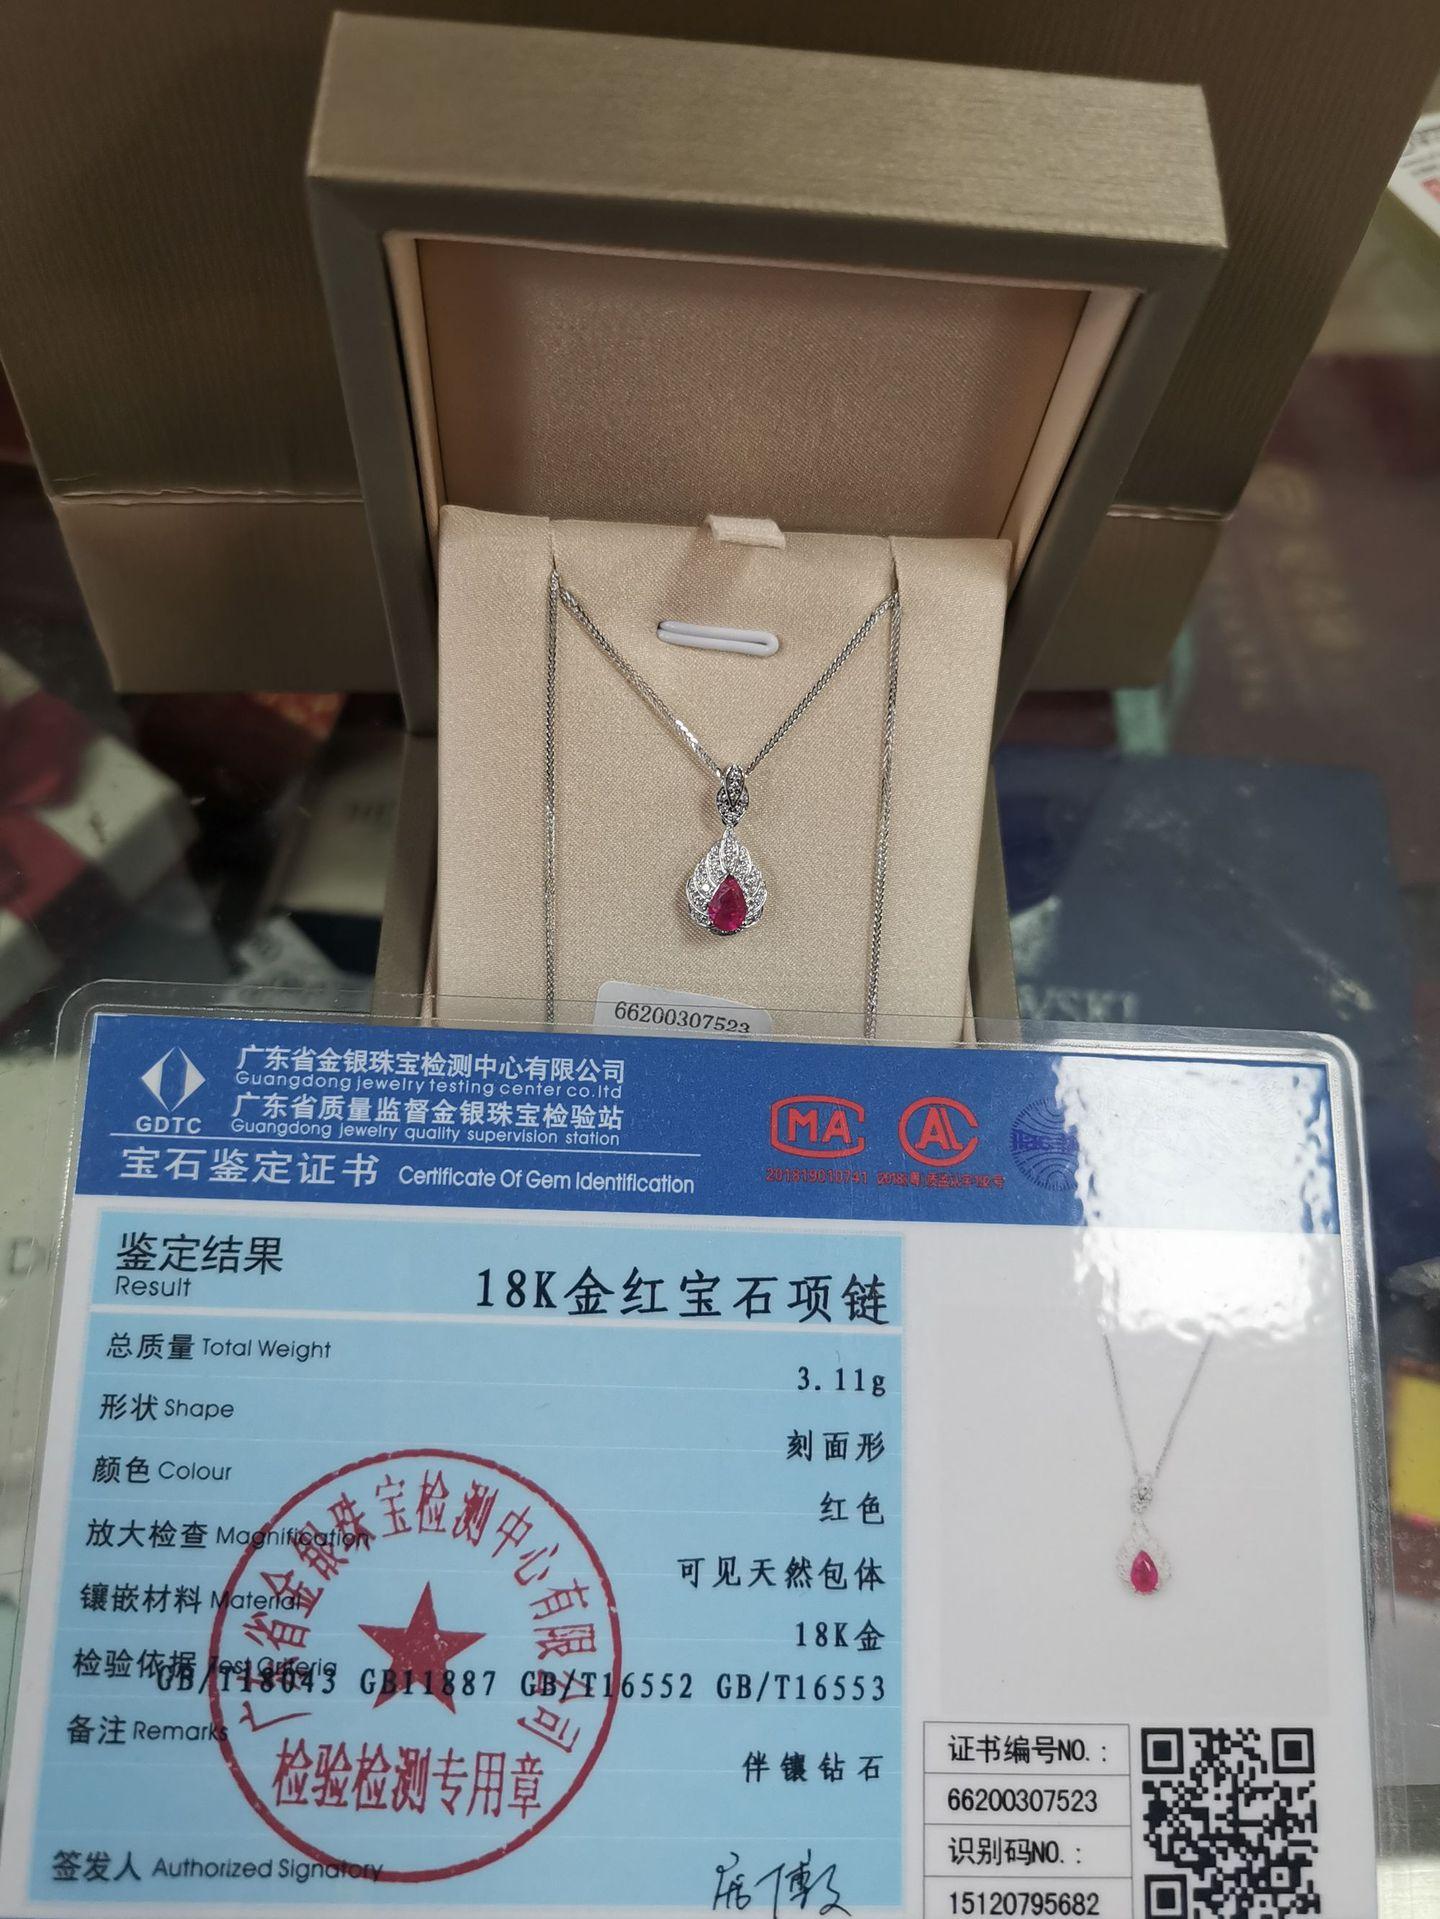 66200307523
GDTC
广东省金银珠宝检测中心有限公司
Guangdong jewelry testing center co.ltd
广东省质量监督金银珠宝检验站
Guangdong jewelry quality supervision station
宝石鉴定证书 Certificate Of Gem Identification
MA
201819010741
AL
鉴定结果
Result
18K金红宝石项链
总质量 Total Weight
3.11g
形状 Shape
刻面形
颜色 Colour
红色
放大检查 Magnification
可见天然包体
镶嵌材料 Material
18K金
检验依据 Test Criteria
GB/T18043 GB11887 GB/T16552 GB/T16553
备注 Remarks
伴镶钻石
签发人 Authorized Signatory
广东省金银珠宝检测中心有限公司
检验检测专用章
证书编号NO.:
66200307523
识别码NO.:
15120795682